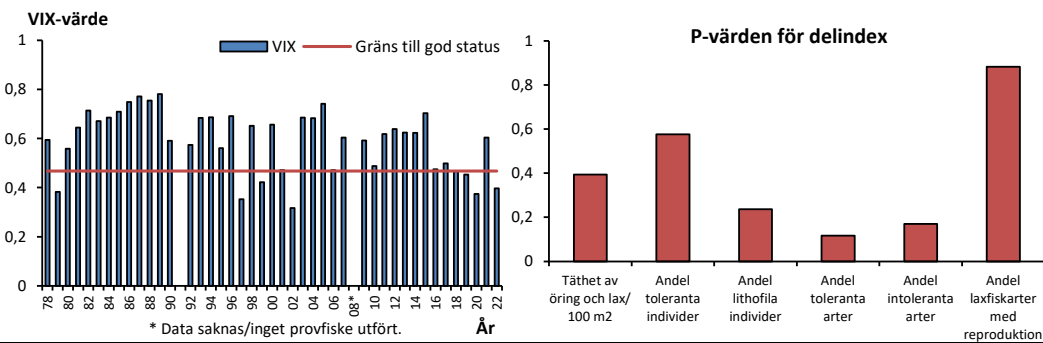 VIX-värde
VIX
Gräns till god status
1
0,8
0,6
0,4
0,2
0
78 80 82 84 86 88 90 92 94 96 98 00 02 04 06 08* 10 12 14 16 18 20 22
* Data saknas/inget provfiske utfört.
År
P-värden för delindex
1
0,8
0,6
0,4
0,2
0
Täthet av
öring och lax/
100 m2
Andel
toleranta
individer
Andel
lithofila
individer
Andel
toleranta
arter
Andel
intoleranta
arter
Andel
laxfiskarter
med
reproduktion